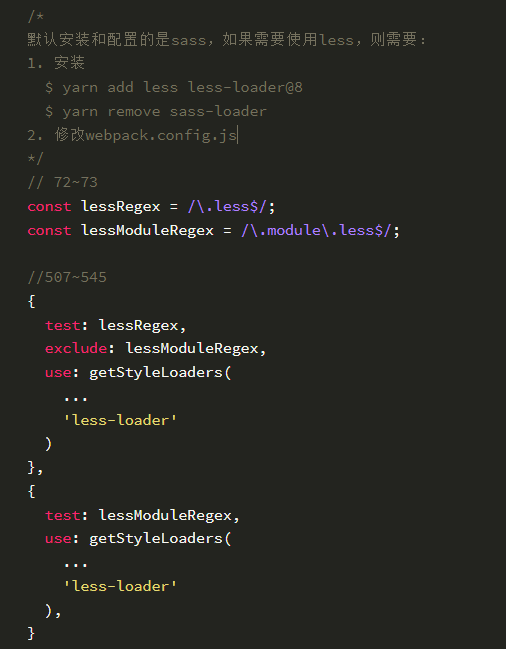 /*
默认安装和配置的是sass，如果需要使用less，则需要：
1. 安装
  $ yarn add less less-loader@8
  $ yarn remove sass-loader
2. 修改webpack.config.js
*/
// 72~73
const lessRegex = /\.less$/;
const lessModuleRegex = /\.module\.less$/;

//507~545
{
  test: lessRegex,
  exclude: lessModuleRegex,
  use: getStyleLoaders(
    ...
    'less-loader'
  )
},
{
  test: lessModuleRegex,
  use: getStyleLoaders(
    ...
    'less-loader'
  ),
}